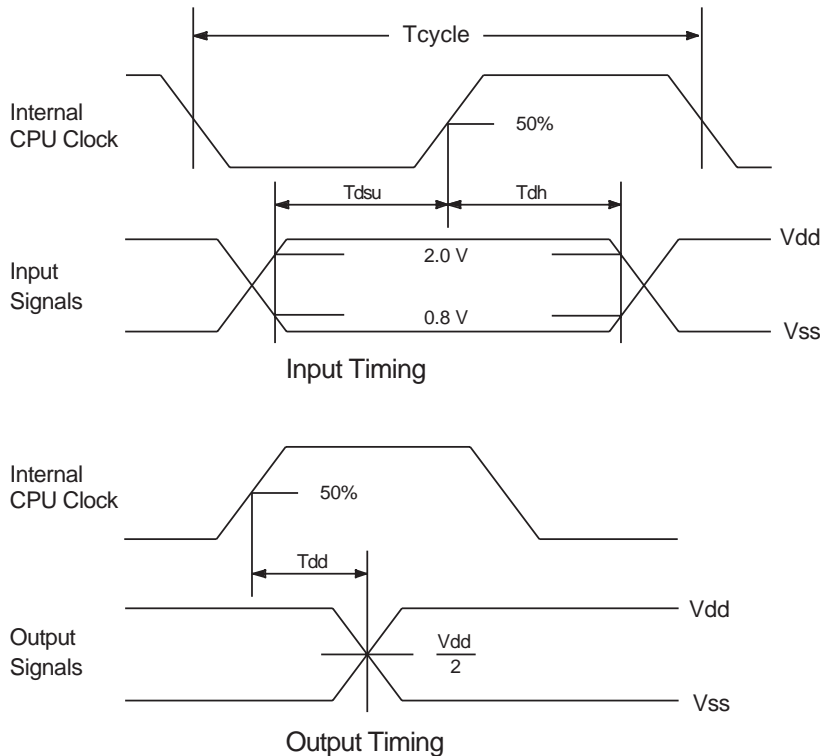 Tcycle
Internal
CPU Clock
50%
Tdsu
Tdh
Vdd
Input
Signals
2.0 V
0.8 V
Vss
Input Timing
Internal
CPU Clock
50%
Tdd
Vdd
Output
Signals
Vdd
2
Vss
Output Timing